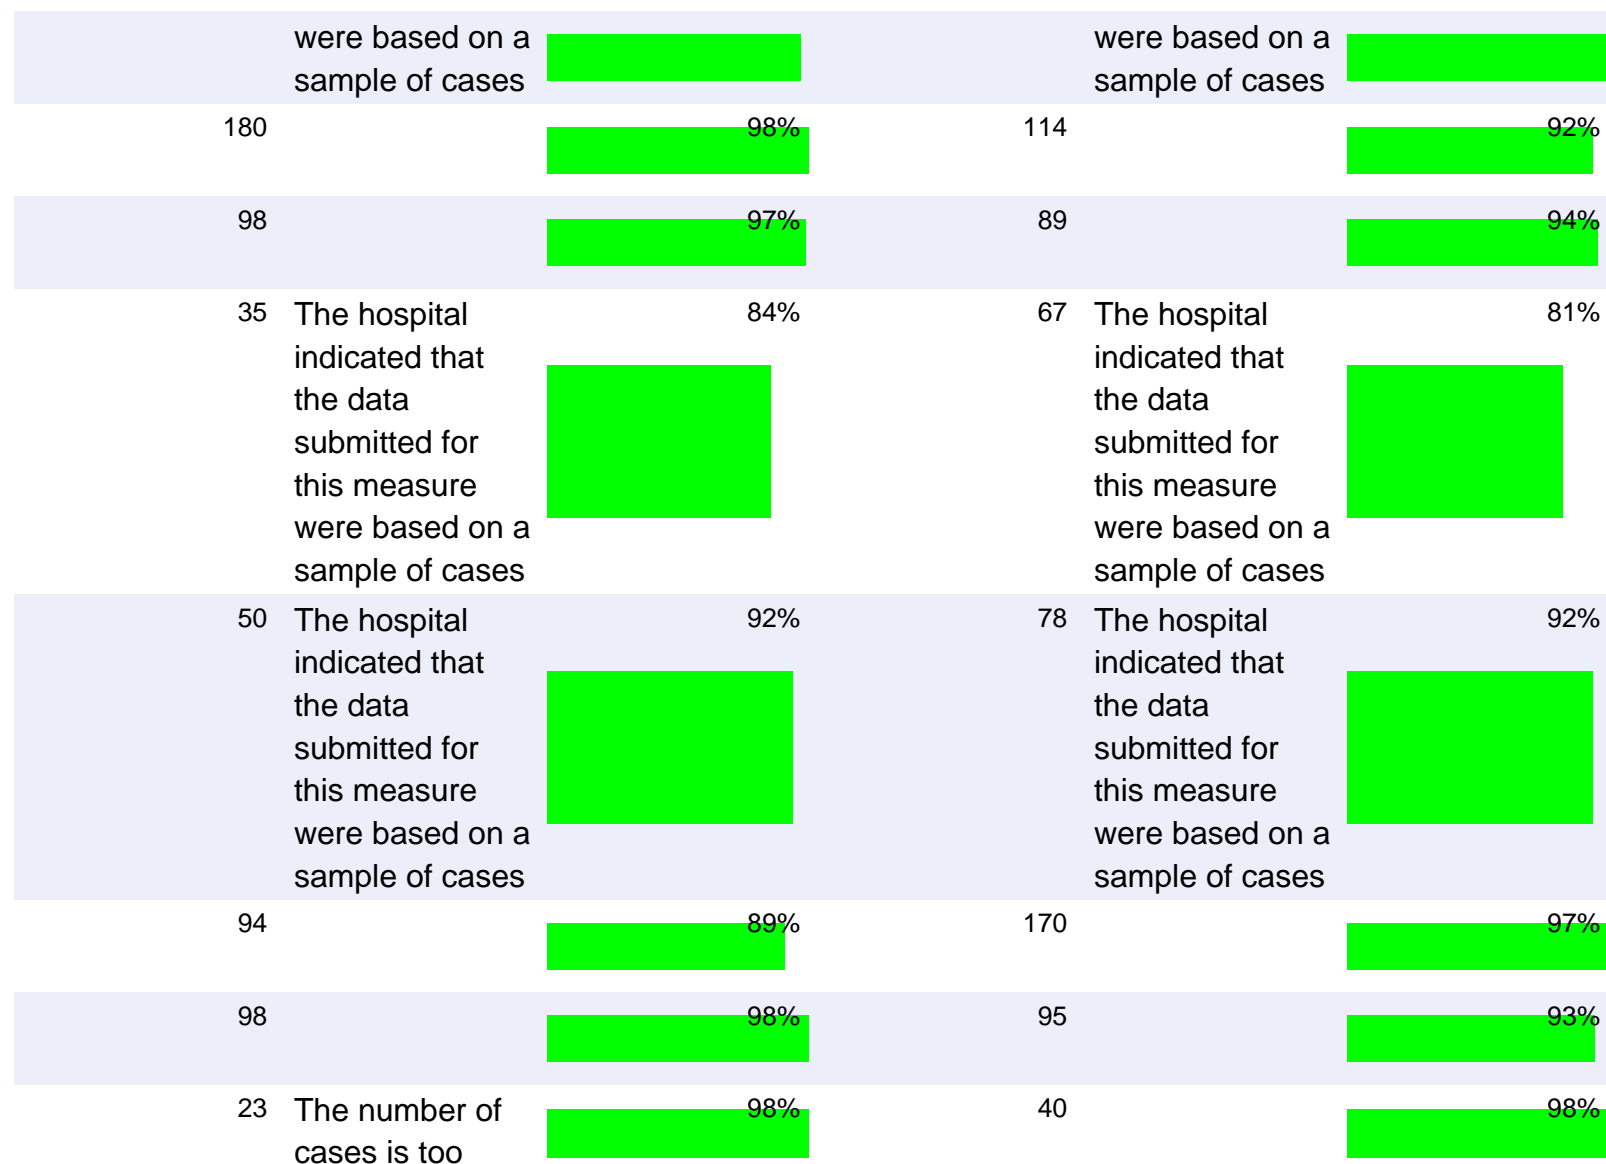 were based on a were based on a
sample of cases sample of cases
180 98% 114 92%
98 97% 89 94%
35 The hospital 84% 67 The hospital 81%
indicated that indicated that
the data the data
submitted for submitted for
this measure this measure
were based on a were based on a
sample of cases sample of cases
50 The hospital 92% 78 The hospital 92%
indicated that indicated that
the data the data
submitted for submitted for
this measure this measure
were based on a were based on a
sample of cases sample of cases
94 89% 170 97%
98 98% 95 93%
23 The number of 98% 40 98%
cases is too